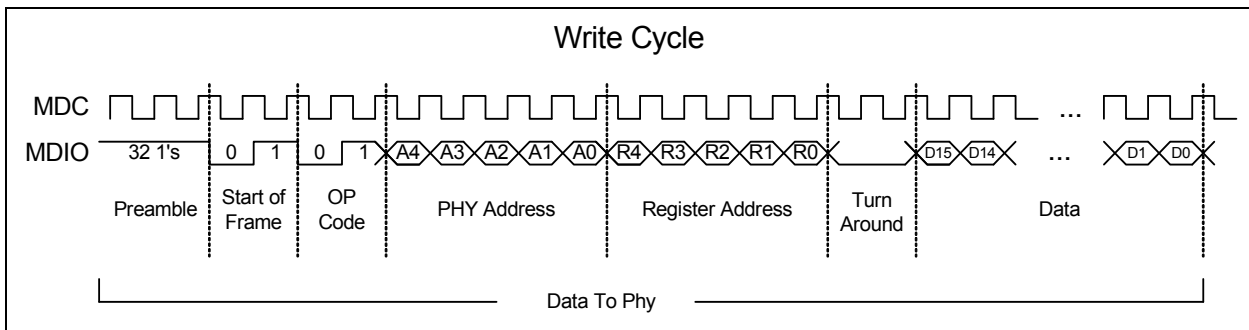 Write Cycle
MDC ...
MDIO 32 1's 0 1 0 1 A4 A3 A2 A1 A0 R4 R3 R2 R1 R0 D15 D14 ... D1 D0
Preamble
Start of
Frame
OP
Code
PHY Address
Register Address
Turn
Around
Data
Data To Phy